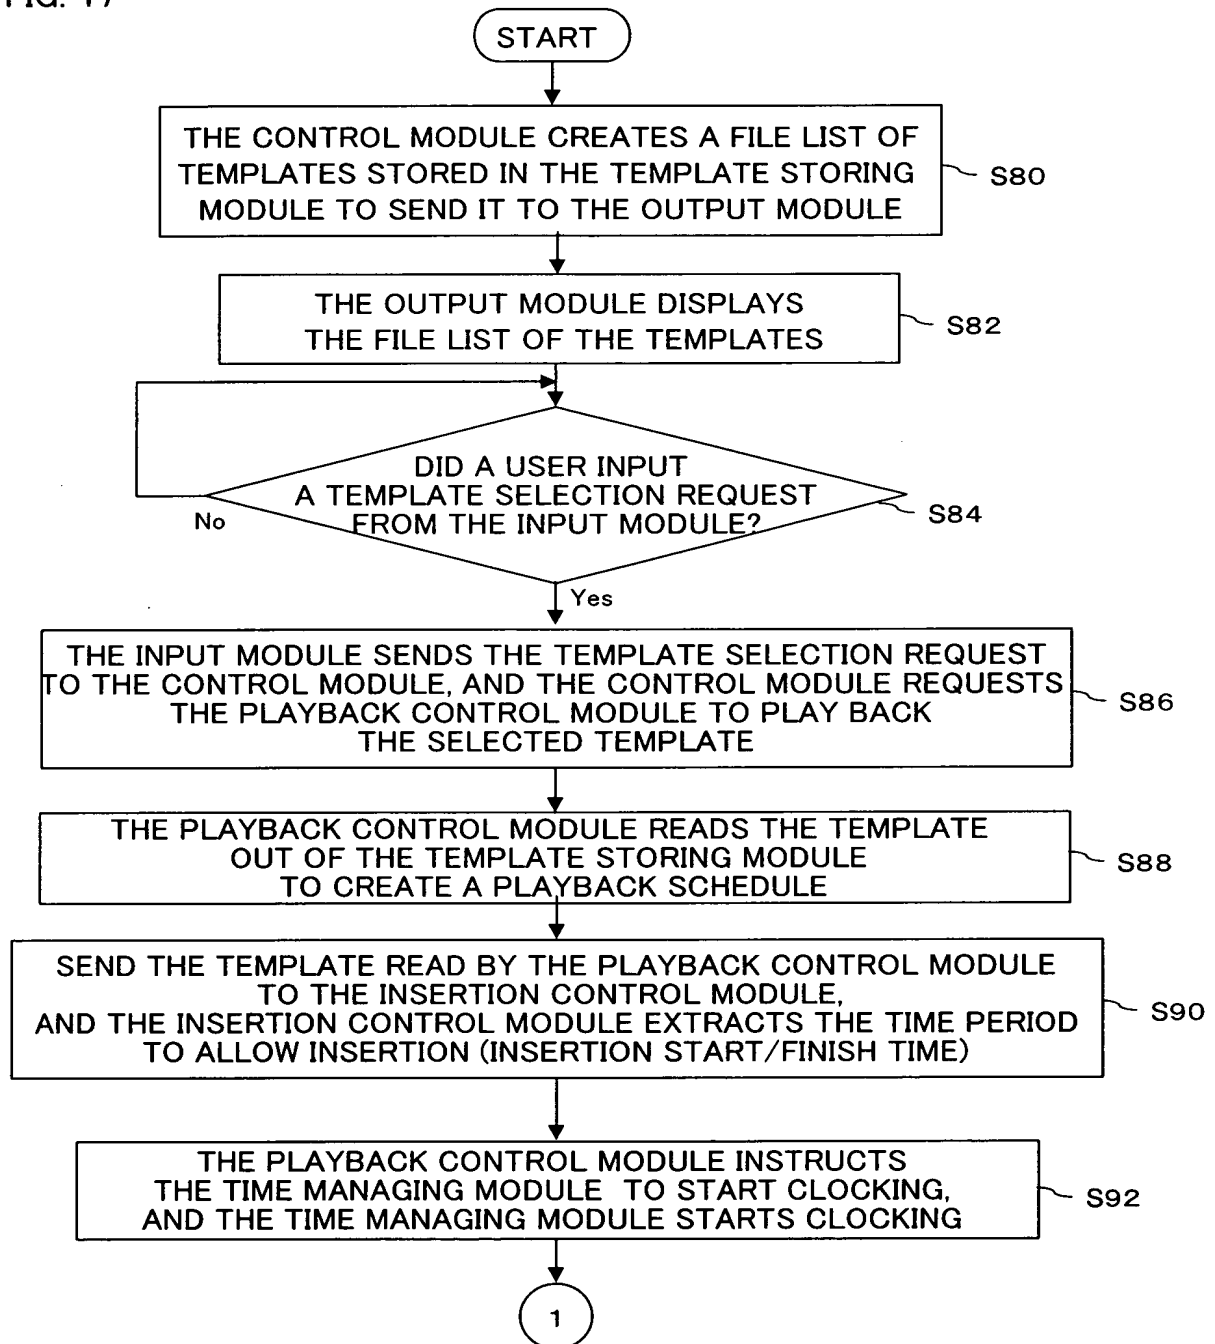 START
THE CONTROL MODULE CREATES A FILE LIST OF
TEMPLATES STORED IN THE TEMPLATE STORING
MODULE TO SEND IT TO THE OUTPUT MODULE
S80
THE OUTPUT MODULE DISPLAYS
THE FILE LIST OF THE TEMPLATES
S82
DID A USER INPUT
A TEMPLATE SELECTION REQUEST
FROM THE INPUT MODULE?
S84
No
Yes
THE INPUT MODULE SENDS THE TEMPLATE SELECTION REQUEST
TO THE CONTROL MODULE, AND THE CONTROL MODULE REQUESTS
THE PLAYBACK CONTROL MODULE TO PLAY BACK
THE SELECTED TEMPLATE
S86
THE PLAYBACK CONTROL MODULE READS THE TEMPLATE
OUT OF THE TEMPLATE STORING MODULE
TO CREATE A PLAYBACK SCHEDULE
S88
SEND THE TEMPLATE READ BY THE PLAYBACK CONTROL MODULE
TO THE INSERTION CONTROL MODULE,
AND THE INSERTION CONTROL MODULE EXTRACTS THE TIME PERIOD
TO ALLOW INSERTION (INSERTION START/FINISH TIME)
S90
THE PLAYBACK CONTROL MODULE INSTRUCTS
THE TIME MANAGING MODULE TO START CLOCKING,
AND THE TIME MANAGING MODULE STARTS CLOCKING
S92
1